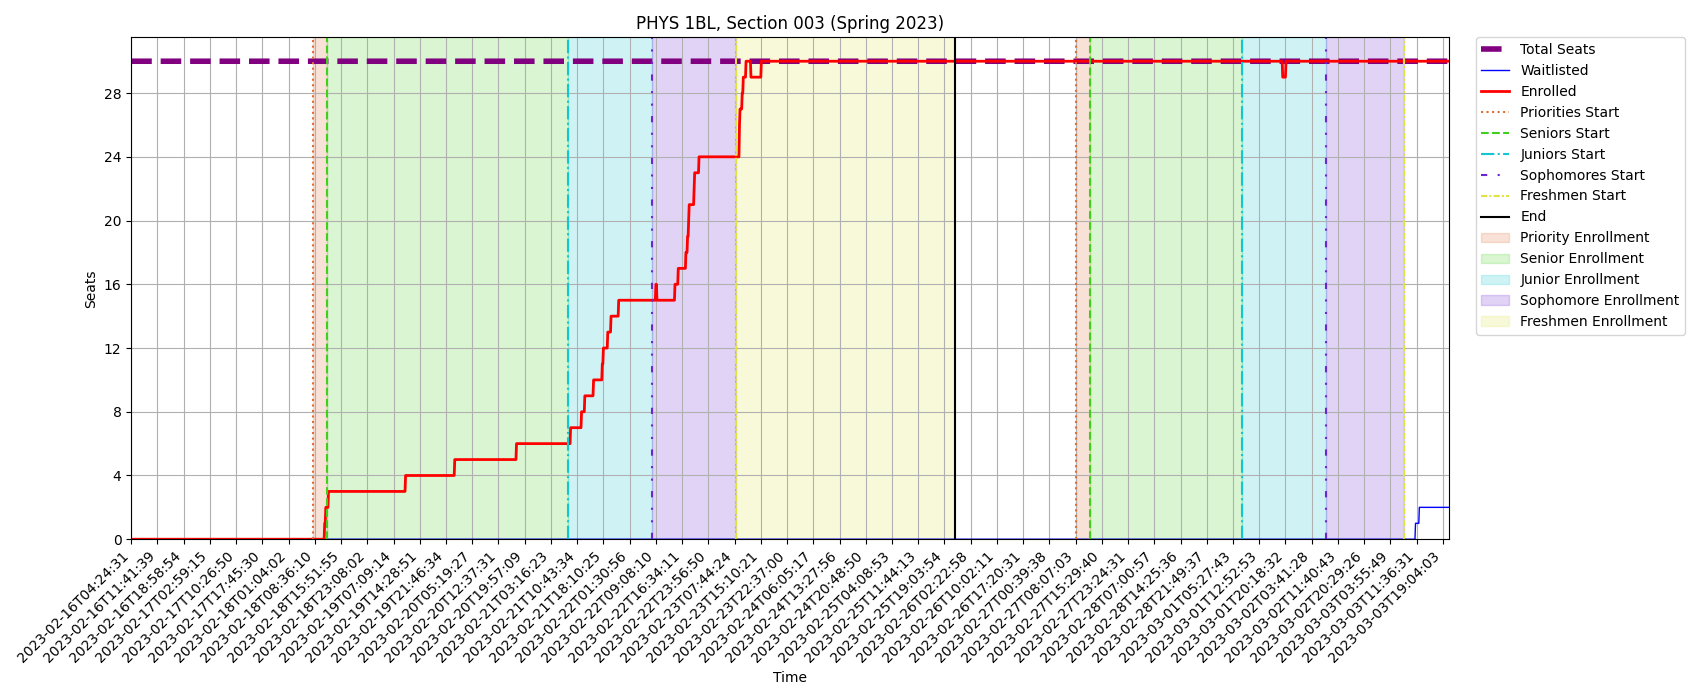 PHYS 1BL, Section 003 (Spring 2023)
Seats
28
24
20
16
12
8
4
0
2023-02-16T04:24:31
2023-02-16T11:41:39
2023-02-16T18:58:54
2023-02-17T02:59:15
2023-02-17T10:26:50
2023-02-17T17:45:30
2023-02-18T01:04:02
2023-02-18T08:36:10
2023-02-18T15:51:55
2023-02-18T23:08:02
2023-02-19T07:09:14
2023-02-19T14:28:51
2023-02-19T21:46:34
2023-02-20T05:19:27
2023-02-20T12:37:31
2023-02-20T19:57:09
2023-02-21T03:16:23
2023-02-21T10:43:34
2023-02-21T18:10:25
2023-02-22T01:30:56
2023-02-22T09:08:10
2023-02-22T16:34:11
2023-02-22T23:56:50
2023-02-23T07:44:24
2023-02-23T15:10:21
2023-02-23T22:37:00
2023-02-24T06:05:17
2023-02-24T13:27:56
2023-02-24T20:48:50
2023-02-25T04:08:53
2023-02-25T11:44:13
2023-02-25T19:03:54
2023-02-26T02:22:58
2023-02-26T10:02:11
2023-02-26T17:20:31
2023-02-27T00:39:38
2023-02-27T08:07:03
2023-02-27T15:29:40
2023-02-27T23:24:31
2023-02-28T07:00:57
2023-02-28T14:25:36
2023-02-28T21:49:37
2023-03-01T05:27:43
2023-03-01T12:52:53
2023-03-01T20:18:32
2023-03-02T03:41:28
2023-03-02T11:40:43
2023-03-02T20:29:26
2023-03-03T03:55:49
2023-03-03T11:36:31
2023-03-03T19:04:03
Time
Total Seats
Waitlisted
Enrolled
Priorities Start
Seniors Start
Juniors Start
Sophomores Start
Freshmen Start
End
Priority Enrollment
Senior Enrollment
Junior Enrollment
Sophomore Enrollment
Freshmen Enrollment